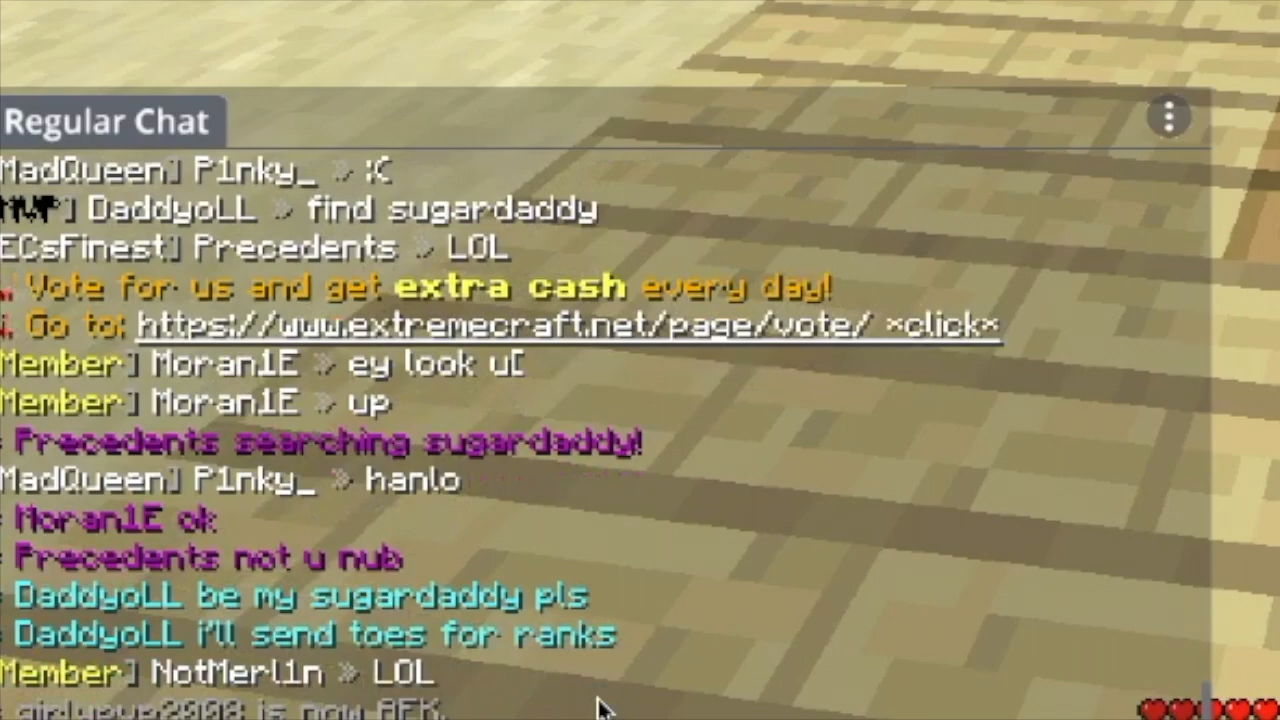 Regular Chat
MadQueen] P1nky_ » :(
MVP] DaddyoLL » find sugardaddy
ECsFinest] Precedents » LOL
Vote for us and get extra cash every day!
Go to: https://www.extremecraft.net/page/vote/ *click*
Member] Moran1E » ey look u[
Member] Moran1E » up
Precedents searching sugardaddy!
MadQueen] P1nky_ » hanlo
Moran1E ok
Precedents not u nub
DaddyoLL be my sugardaddy pls
DaddyoLL i'll send toes for ranks
Member] NotMerl1n » LOL
is now AFK.